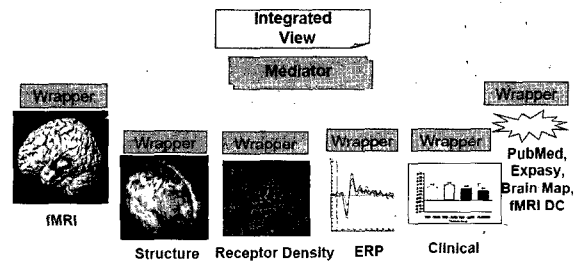 Integrated
View
Mediator
Wrapper
Wrapper
Wrapper
Wrapper
Wrapper
Wrapper
PubMed,
Expasy,
Brain Map,
fMRI DC
fMRI
Structure
Receptor Density
ERP
Clinical